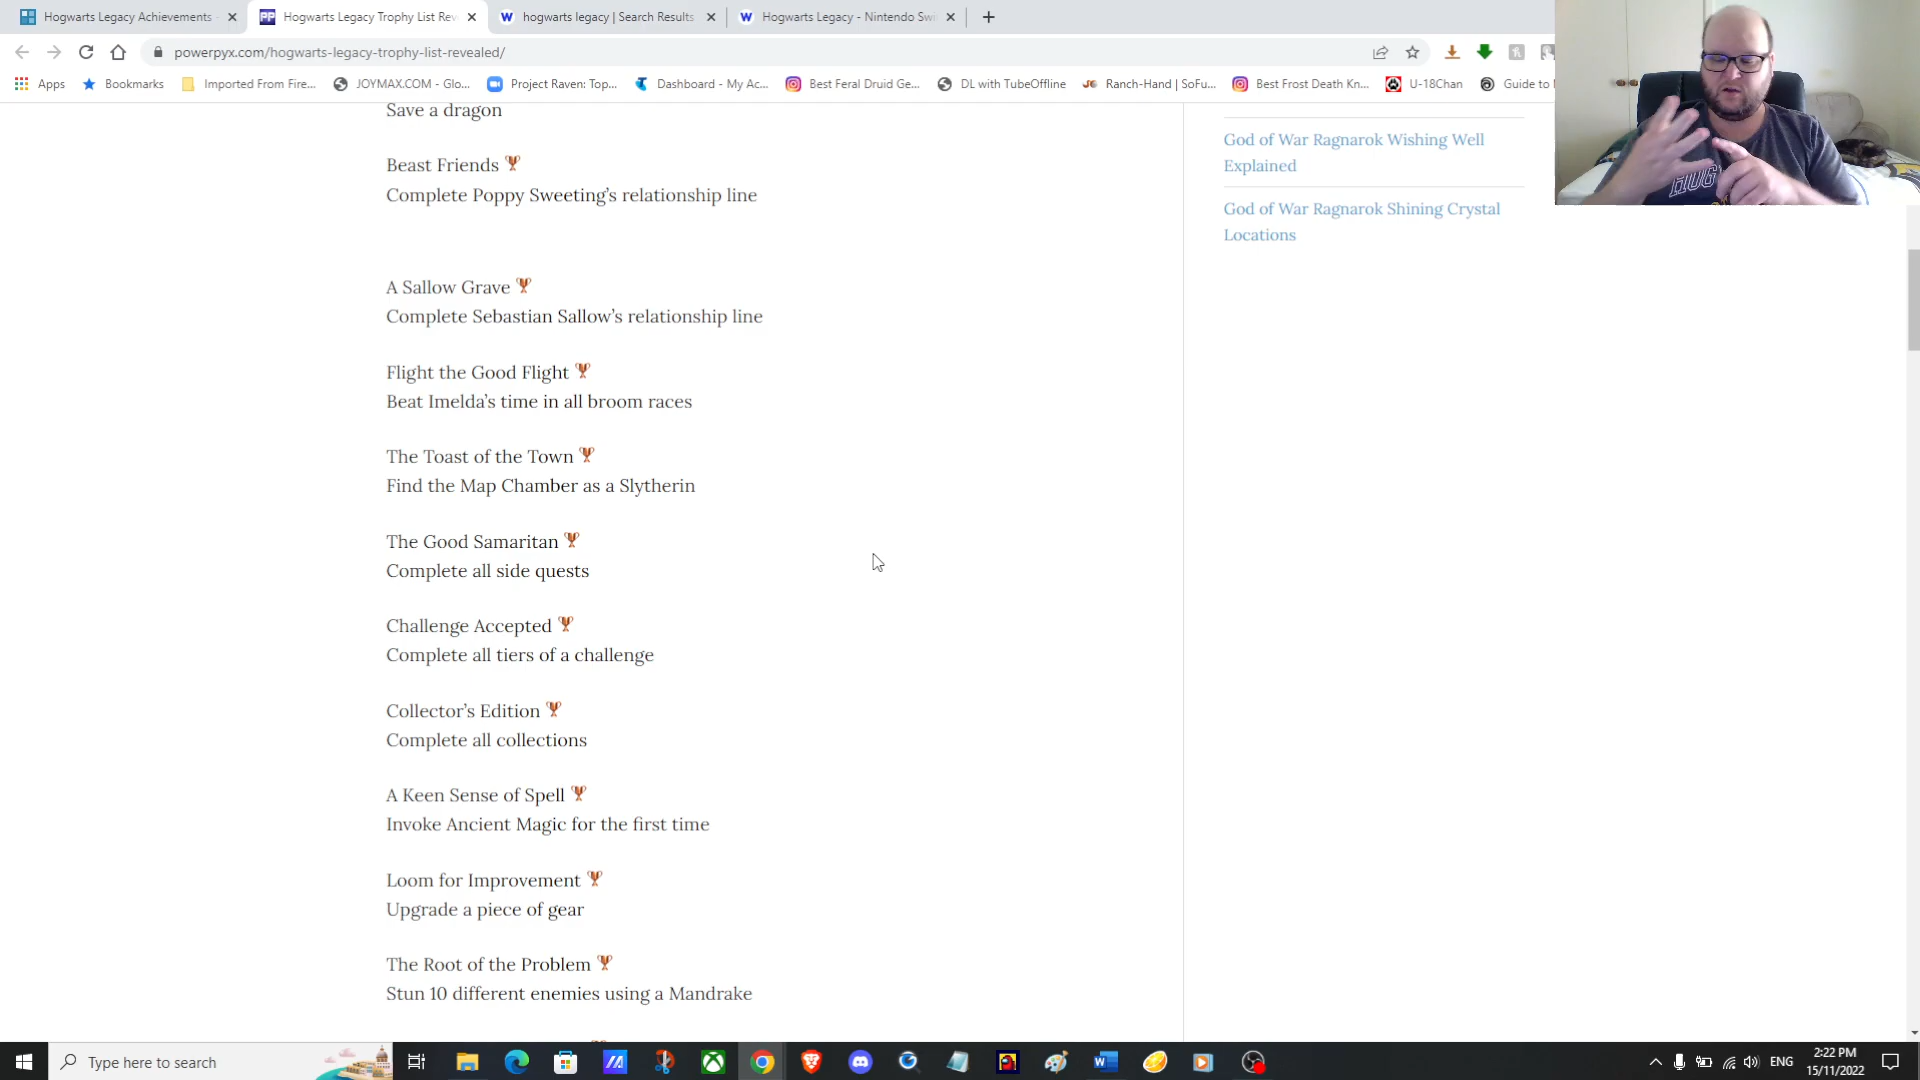 Hogwarts Legacy Achievements
Hogwarts Legacy Trophy List Rev
hogwarts legacy | Search Results
Hogwarts Legacy - Nintendo Swi
powerpyx.com/hogwarts-legacy-trophy-list-revealed/
Apps
Bookmarks
Imported From Fire...
JOYMAX.COM - Glo...
Project Raven: Top...
Dashboard - My Ac...
Best Feral Druid Ge...
DL with TubeOffline
Ranch-Hand | SoFu...
Best Frost Death Kn...
U-18Chan
Guide to
Save a dragon
Beast Friends
Complete Poppy Sweeting’s relationship line
A Sallow Grave
Complete Sebastian Sallow’s relationship line
Flight the Good Flight
Beat Imelda’s time in all broom races
The Toast of the Town
Find the Map Chamber as a Slytherin
The Good Samaritan
Complete all side quests
Challenge Accepted
Complete all tiers of a challenge
Collector’s Edition
Complete all collections
A Keen Sense of Spell
Invoke Ancient Magic for the first time
Loom for Improvement
Upgrade a piece of gear
The Root of the Problem
Stun 10 different enemies using a Mandrake
God of War Ragnarok Wishing Well
Explained
God of War Ragnarok Shining Crystal
Locations
HOG
Type here to search
ENG
2:22 PM
15/11/2022